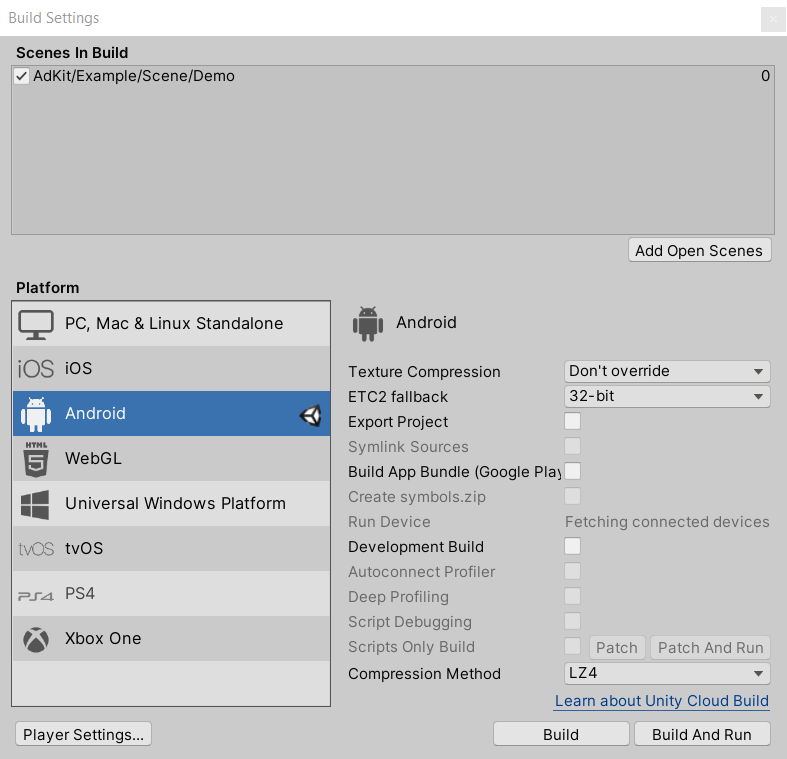 Build Settings
Scenes In Build
AdKit/Example/Scene/Demo 0
Add Open Scenes
Platform
PC, Mac & Linux Standalone
iOS iOS
Android
HTML 5 WebGL
Universal Windows Platform
tvOS tvOS
PS4 PS4
Xbox One
Android
Texture Compression Don't override
ETC2 fallback 32-bit
Export Project
Symlink Sources
Build App Bundle (Google Play
Create symbols.zip
Run Device Fetching connected devices
Development Build
Autoconnect Profiler
Deep Profiling
Script Debugging
Scripts Only Build Patch Patch And Run
Compression Method LZ4
Learn about Unity Cloud Build
Player Settings... Build Build And Run